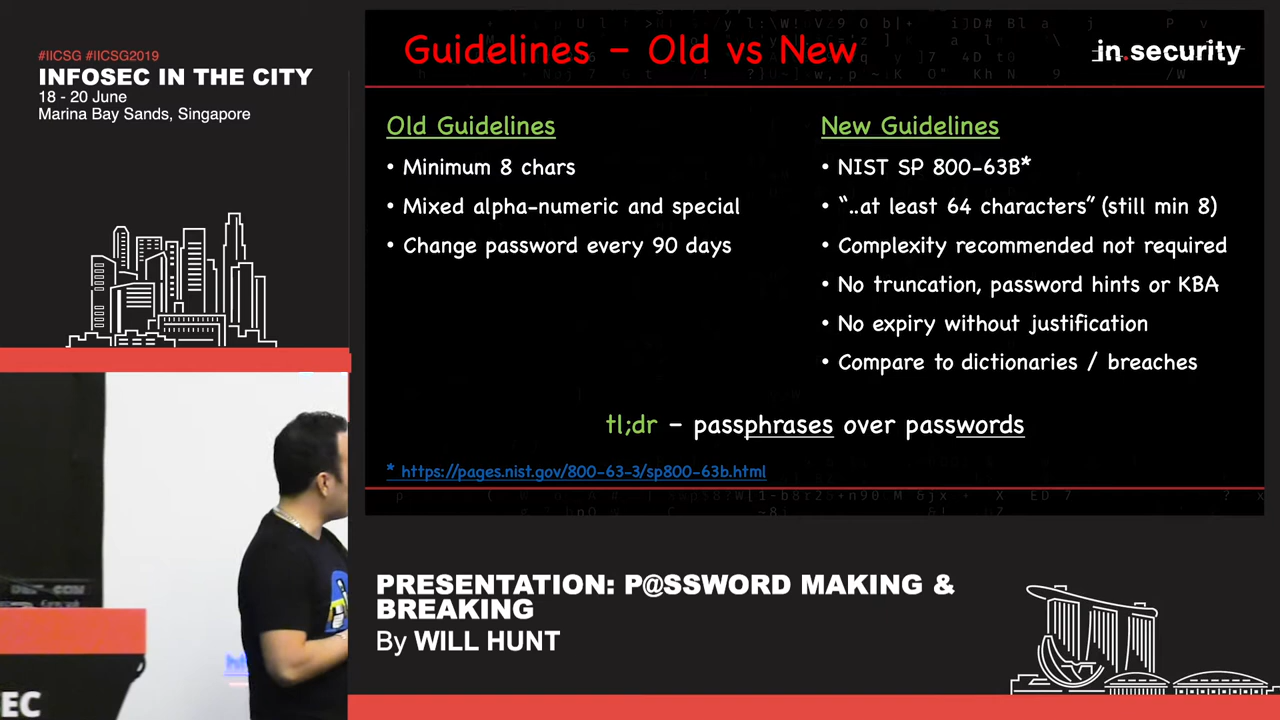 #IICSG #IICSG2019
INFOSEC IN THE CITY
18 - 20 June
Marina Bay Sands, Singapore
Guidelines – Old vs New
in.security
Old Guidelines
• Minimum 8 chars
• Mixed alpha-numeric and special
• Change password every 90 days
New Guidelines
• NIST SP 800-63B*
• “..at least 64 characters” (still min 8)
• Complexity recommended not required
• No truncation, password hints or KBA
• No expiry without justification
• Compare to dictionaries / breaches
tl;dr – passphrases over passwords
* https://pages.nist.gov/800-63-3/sp800-63b.html
PRESENTATION: P@SSWORD MAKING &
BREAKING
By WILL HUNT
EC